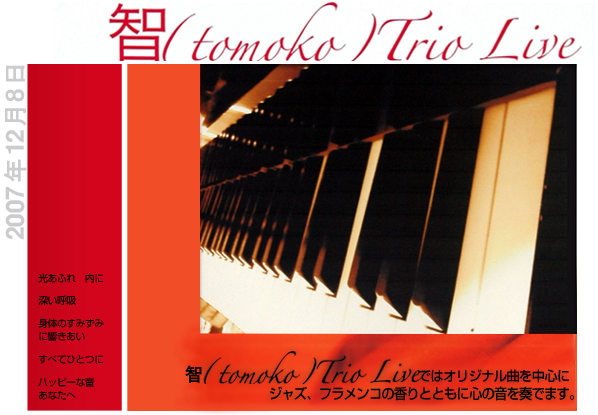 智(tomoko)Trio Live
2007年12月8日
光あふれ　内に
深い呼吸
身体のすみずみ
に響きあい
すべてひとつに
ハッピーな音
あなたへ
智(tomoko)Trio Liveではオリジナル曲を中心に
ジャズ、フラメンコの香りとともに心の音を奏でます。